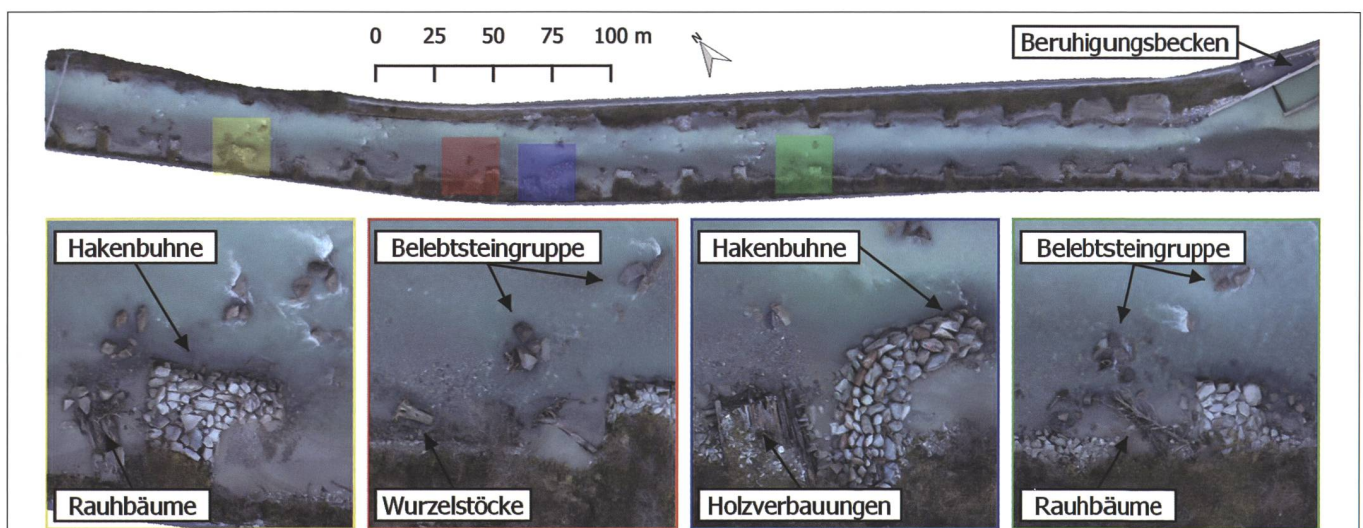 0 25 50 75 100 m
N
Beruhigungsbecken
Hakenbuhne
Belebtsteingruppe
Hakenbuhne
Belebtsteingruppe
Rauhbäume
Wurzelstöcke
Holzverbauungen
Rauhbäume